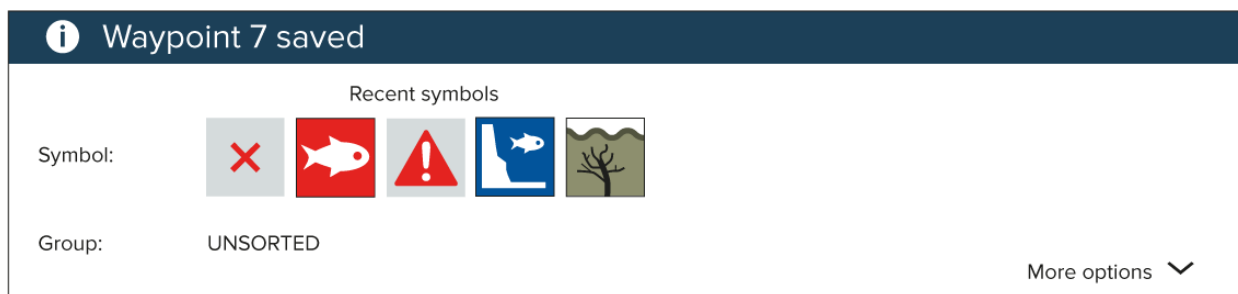 Waypoint 7 saved
Recent symbols
Symbol:
Group: UNSORTED
More options